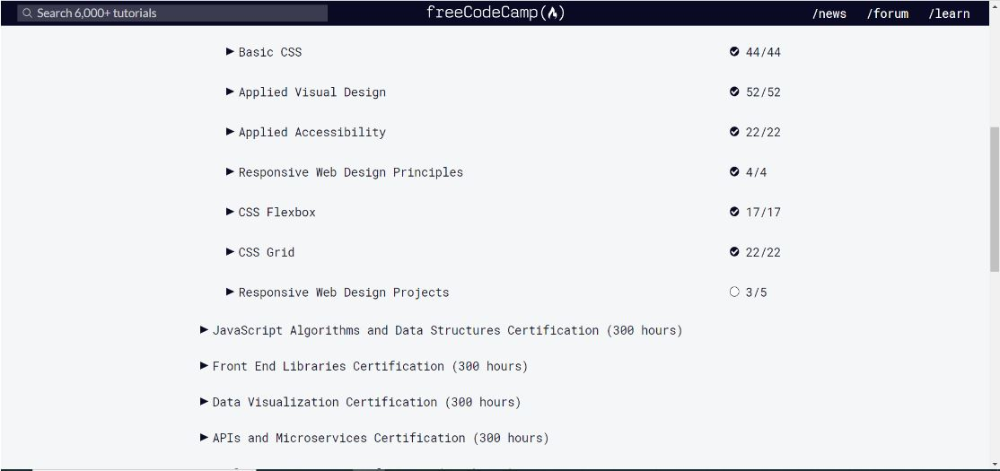 Search 6,000+ tutorials
freeCodeCamp
/news /forum /learn
Basic CSS 44/44
Applied Visual Design 52/52
Applied Accessibility 22/22
Responsive Web Design Principles 4/4
CSS Flexbox 17/17
CSS Grid 22/22
Responsive Web Design Projects 3/5
JavaScript Algorithms and Data Structures Certification (300 hours)
Front End Libraries Certification (300 hours)
Data Visualization Certification (300 hours)
APIs and Microservices Certification (300 hours)